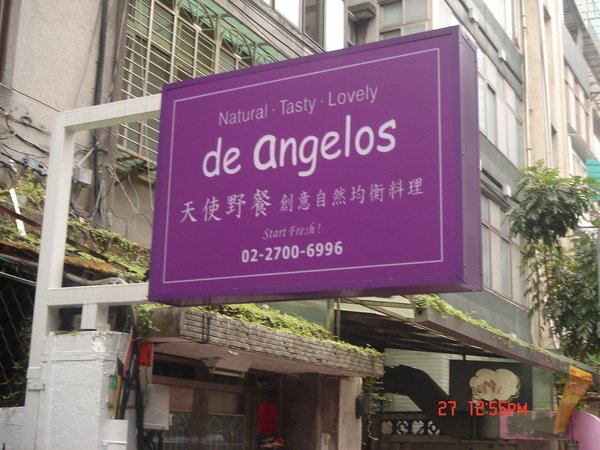 Natural · Tasty · Lovely
de angelos
天使野餐 創意自然均衡料理
Start Fresh!
02-2700-6996
27 12:55PM